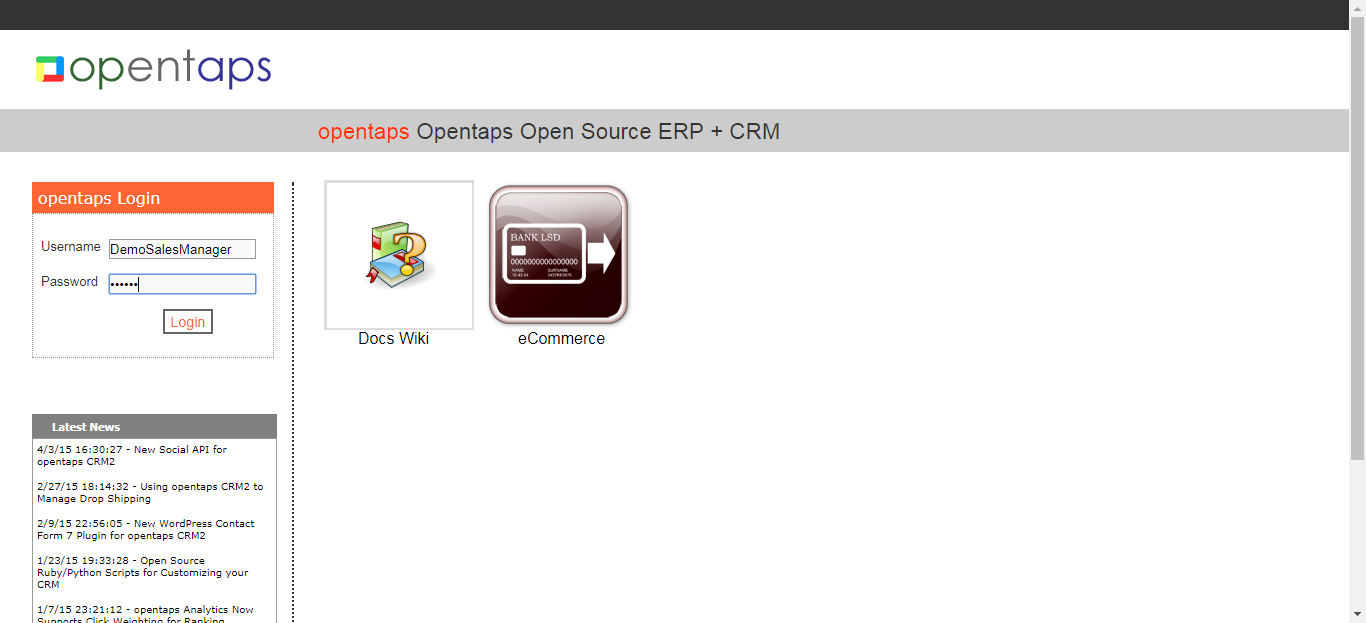 opentaps
opentaps Opentaps Open Source ERP + CRM
opentaps Login
Username DemoSalesManager
Password ••••••
Login
BANK LSD
0000000000000000
NAME SURNAME
Docs Wiki
eCommerce
Latest News
4/3/15 16:30:27 - New Social API for
opentaps CRM2
2/27/15 18:14:32 - Using opentaps CRM2 to
Manage Drop Shipping
2/9/15 22:56:05 - New WordPress Contact
Form 7 Plugin for opentaps CRM2
1/23/15 19:33:28 - Open Source
Ruby/Python Scripts for Customizing your
CRM
1/7/15 23:21:12 - opentaps Analytics Now
Supports Click Weighting for Ranking